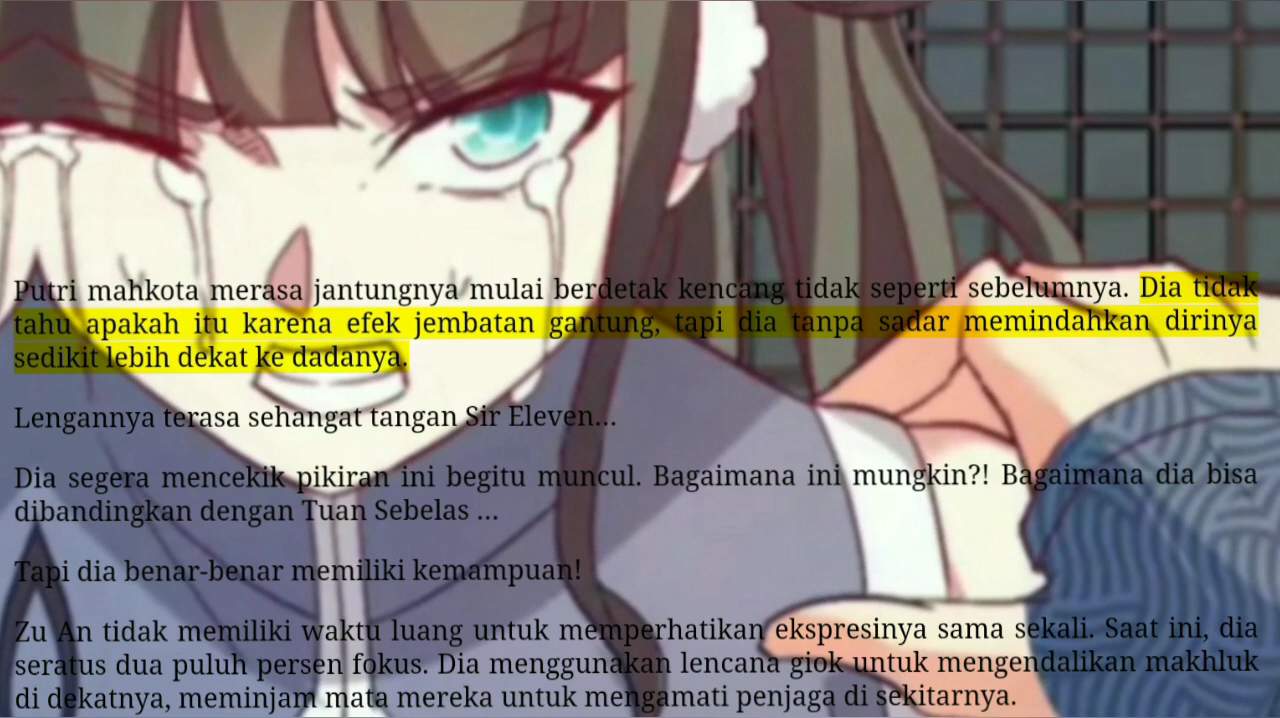 Putri mahkota merasa jantungnya mulai berdetak kencang tidak seperti sebelumnya. Dia tidak
tahu apakah itu karena efek jembatan gantung, tapi dia tanpa sadar memindahkan dirinya
sedikit lebih dekat ke dadanya.
Lengannya terasa sehangat tangan Sir Eleven...
Dia segera mencekik pikiran ini begitu muncul. Bagaimana ini mungkin?! Bagaimana dia bisa
dibandingkan dengan Tuan Sebelas ...
Tapi dia benar-benar memiliki kemampuan!
Zu An tidak memiliki waktu luang untuk memperhatikan ekspresinya sama sekali. Saat ini, dia
seratus dua puluh persen fokus. Dia menggunakan lencana giok untuk mengendalikan makhluk
di dekatnya, meminjam mata mereka untuk mengamati penjaga di sekitarnya.